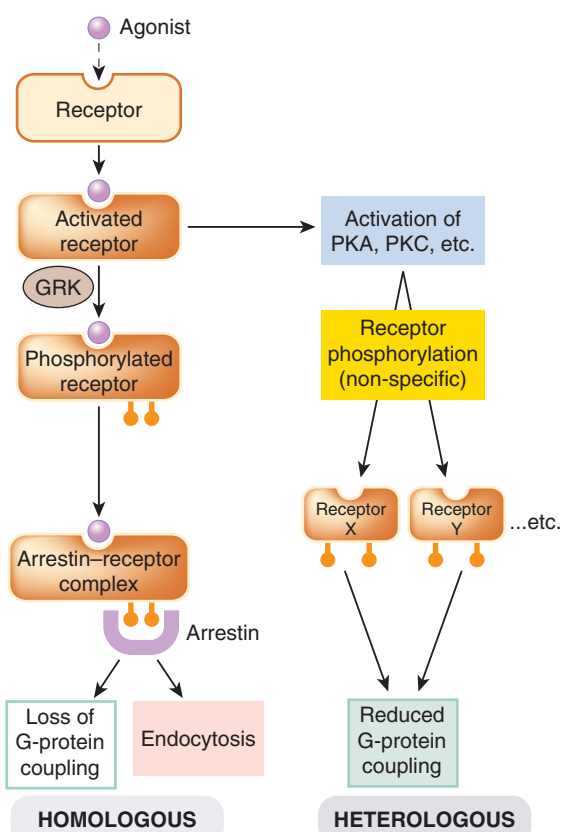 Agonist
Receptor
Activated
receptor
GRK
Phosphorylated
receptor
Arrestin–receptor
complex
Arrestin
Loss of
G-protein
coupling
Endocytosis
HOMOLOGOUS
Activation of
PKA, PKC, etc.
Receptor
phosphorylation
(non-specific)
Receptor
X
Receptor
Y
...etc.
Reduced
G-protein
coupling
HETEROLOGOUS